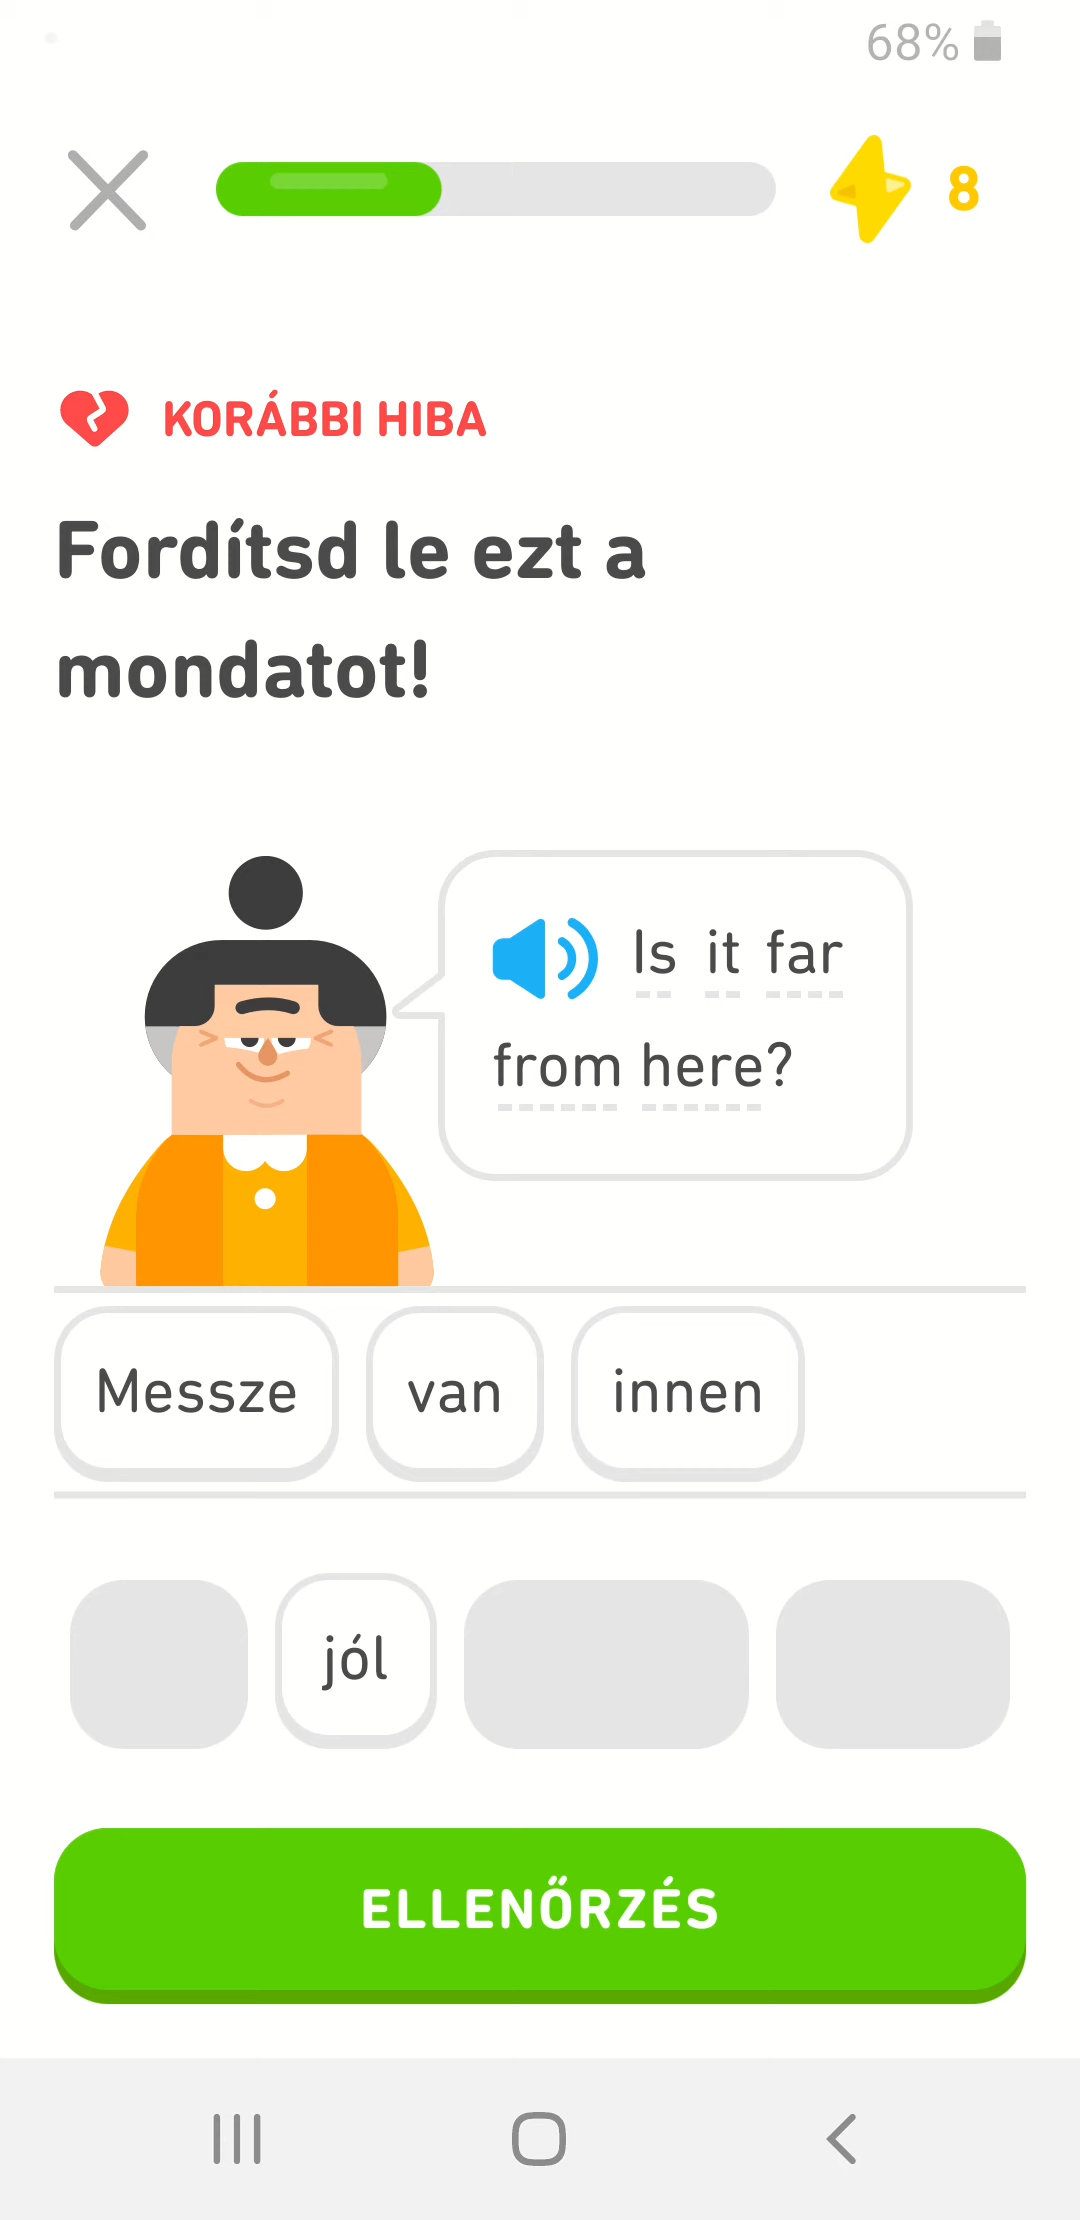 68%
8
KORÁBBI HIBA
Fordítsd le ezt a
mondatot!
Is it far
from here?
Messze van innen
jól
ELLENŐRZÉS